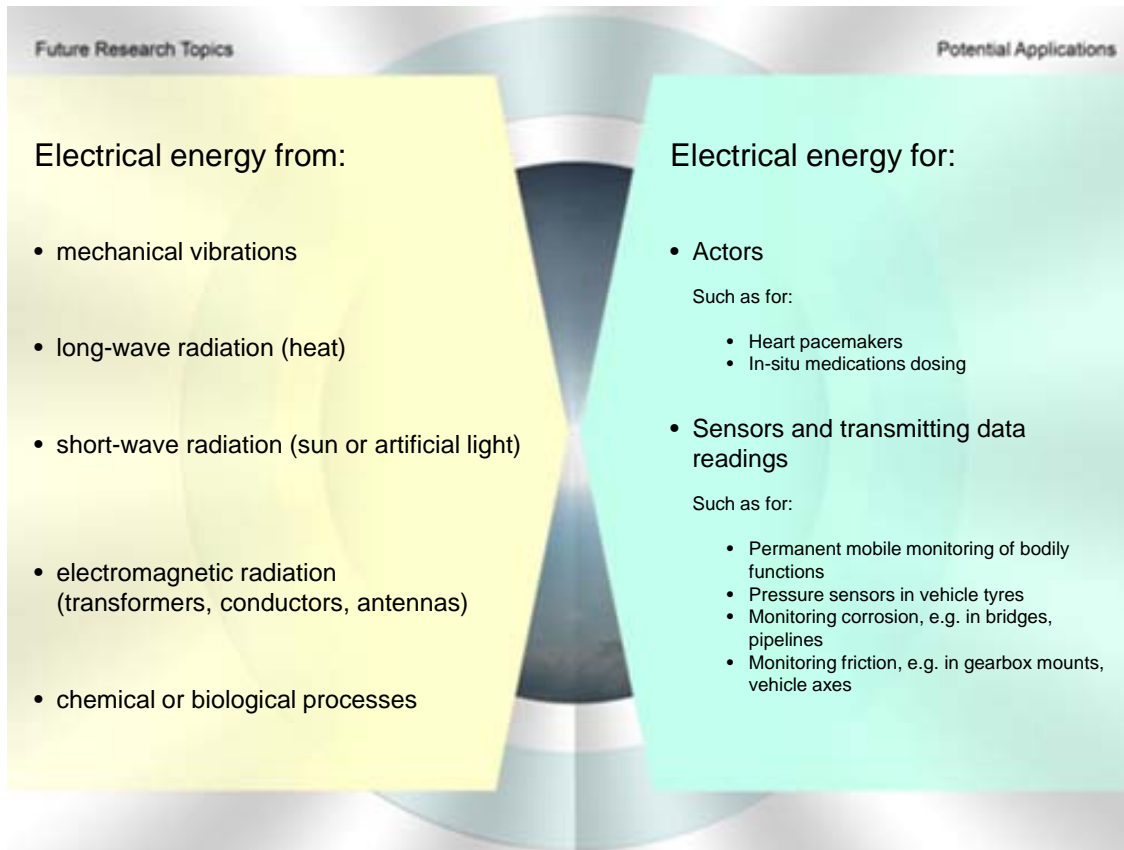 Future Research Topics
Potential Applications
Electrical energy from:
• mechanical vibrations
• long-wave radiation (heat)
• short-wave radiation (sun or artificial light)
• electromagnetic radiation
(transformers, conductors, antennas)
• chemical or biological processes
Electrical energy for:
• Actors
Such as for:
• Heart pacemakers
• In-situ medications dosing
• Sensors and transmitting data
readings
Such as for:
• Permanent mobile monitoring of bodily
functions
• Pressure sensors in vehicle tyres
• Monitoring corrosion, e.g. in bridges,
pipelines
• Monitoring friction, e.g. in gearbox mounts,
vehicle axes